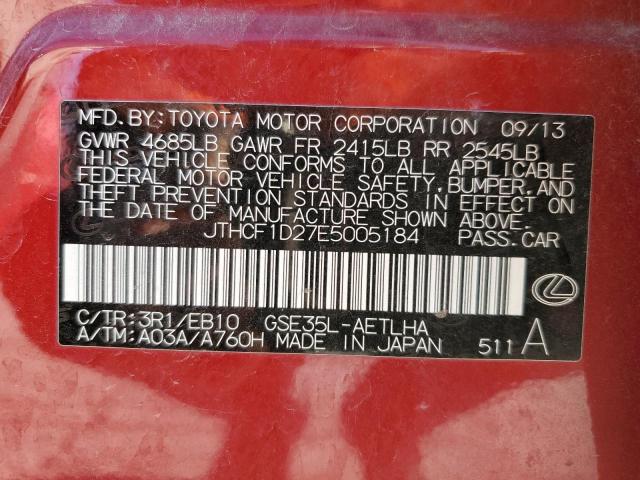 MFD. BY: TOYOTA MOTOR CORPORATION 09/13
GVWR 4685LB GAWR FR 2415LB RR 2545LB
THIS VEHICLE CONFORMS TO ALL APPLICABLE
FEDERAL MOTOR VEHICLE SAFETY, BUMPER, AND
THEFT PREVENTION STANDARDS IN EFFECT ON
THE DATE OF MANUFACTURE SHOWN ABOVE.
JTHCF1D27E5005184 PASS. CAR
C/TR: 3R1/EB10 GSE35L-AETLHA
A/TM: A03A/A760H MADE IN JAPAN 511 A